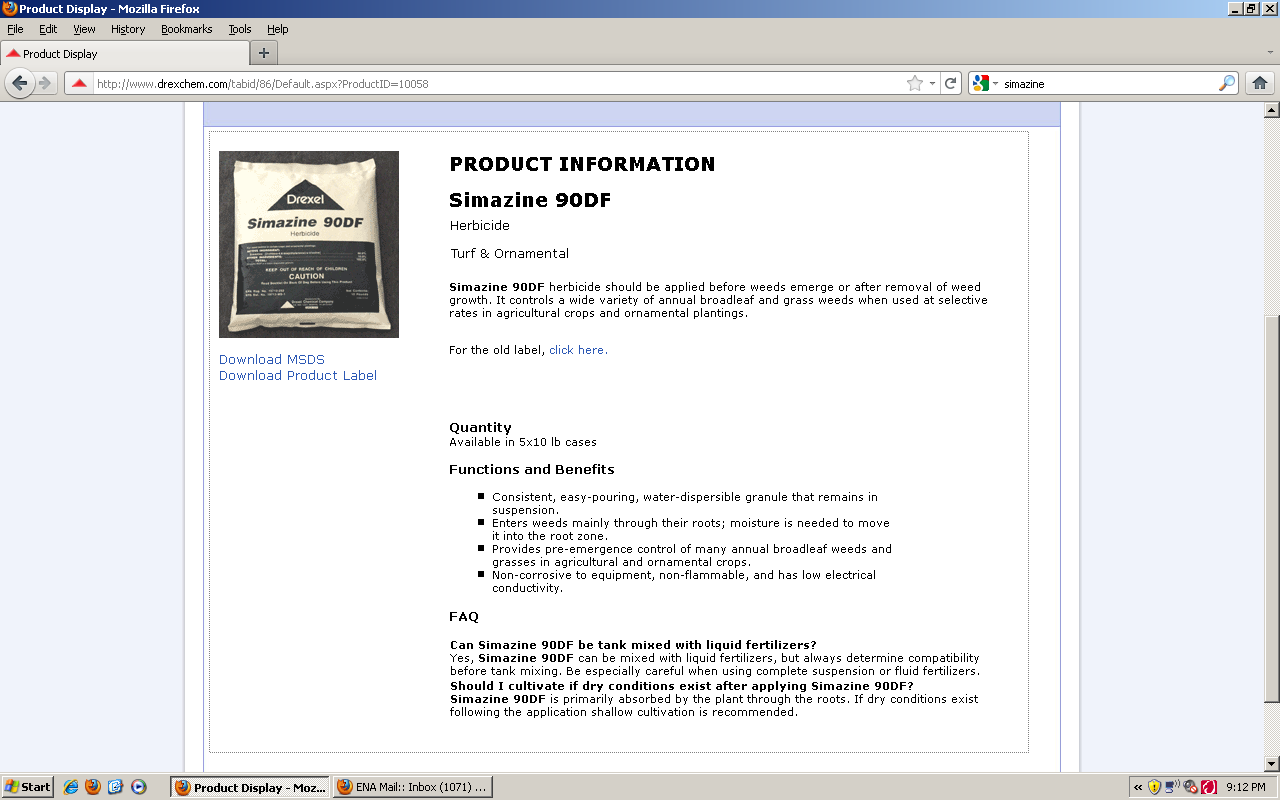 Product Display - Mozilla Firefox
File Edit View History Bookmarks Tools Help
Product Display
http://www.drexchem.com/tabid/86/Default.aspx?ProductID=10058
simazine
Drexel
Simazine 90DF
Herbicide
KEEP OUT OF REACH OF CHILDREN
CAUTION
Download MSDS
Download Product Label
PRODUCT INFORMATION
Simazine 90DF
Herbicide
Turf & Ornamental
Simazine 90DF herbicide should be applied before weeds emerge or after removal of weed
growth. It controls a wide variety of annual broadleaf and grass weeds when used at selective
rates in agricultural crops and ornamental plantings.
For the old label, click here.
Quantity
Available in 5x10 lb cases
Functions and Benefits
Consistent, easy-pouring, water-dispersible granule that remains in
suspension.
Enters weeds mainly through their roots; moisture is needed to move
it into the root zone.
Provides pre-emergence control of many annual broadleaf weeds and
grasses in agricultural and ornamental crops.
Non-corrosive to equipment, non-flammable, and has low electrical
conductivity.
FAQ
Can Simazine 90DF be tank mixed with liquid fertilizers?
Yes, Simazine 90DF can be mixed with liquid fertilizers, but always determine compatibility
before tank mixing. Be especially careful when using complete suspension or fluid fertilizers.
Should I cultivate if dry conditions exist after applying Simazine 90DF?
Simazine 90DF is primarily absorbed by the plant through the roots. If dry conditions exist
following the application shallow cultivation is recommended.
Start
Product Display - Moz...
ENA Mail:: Inbox (1071) ...
9:12 PM